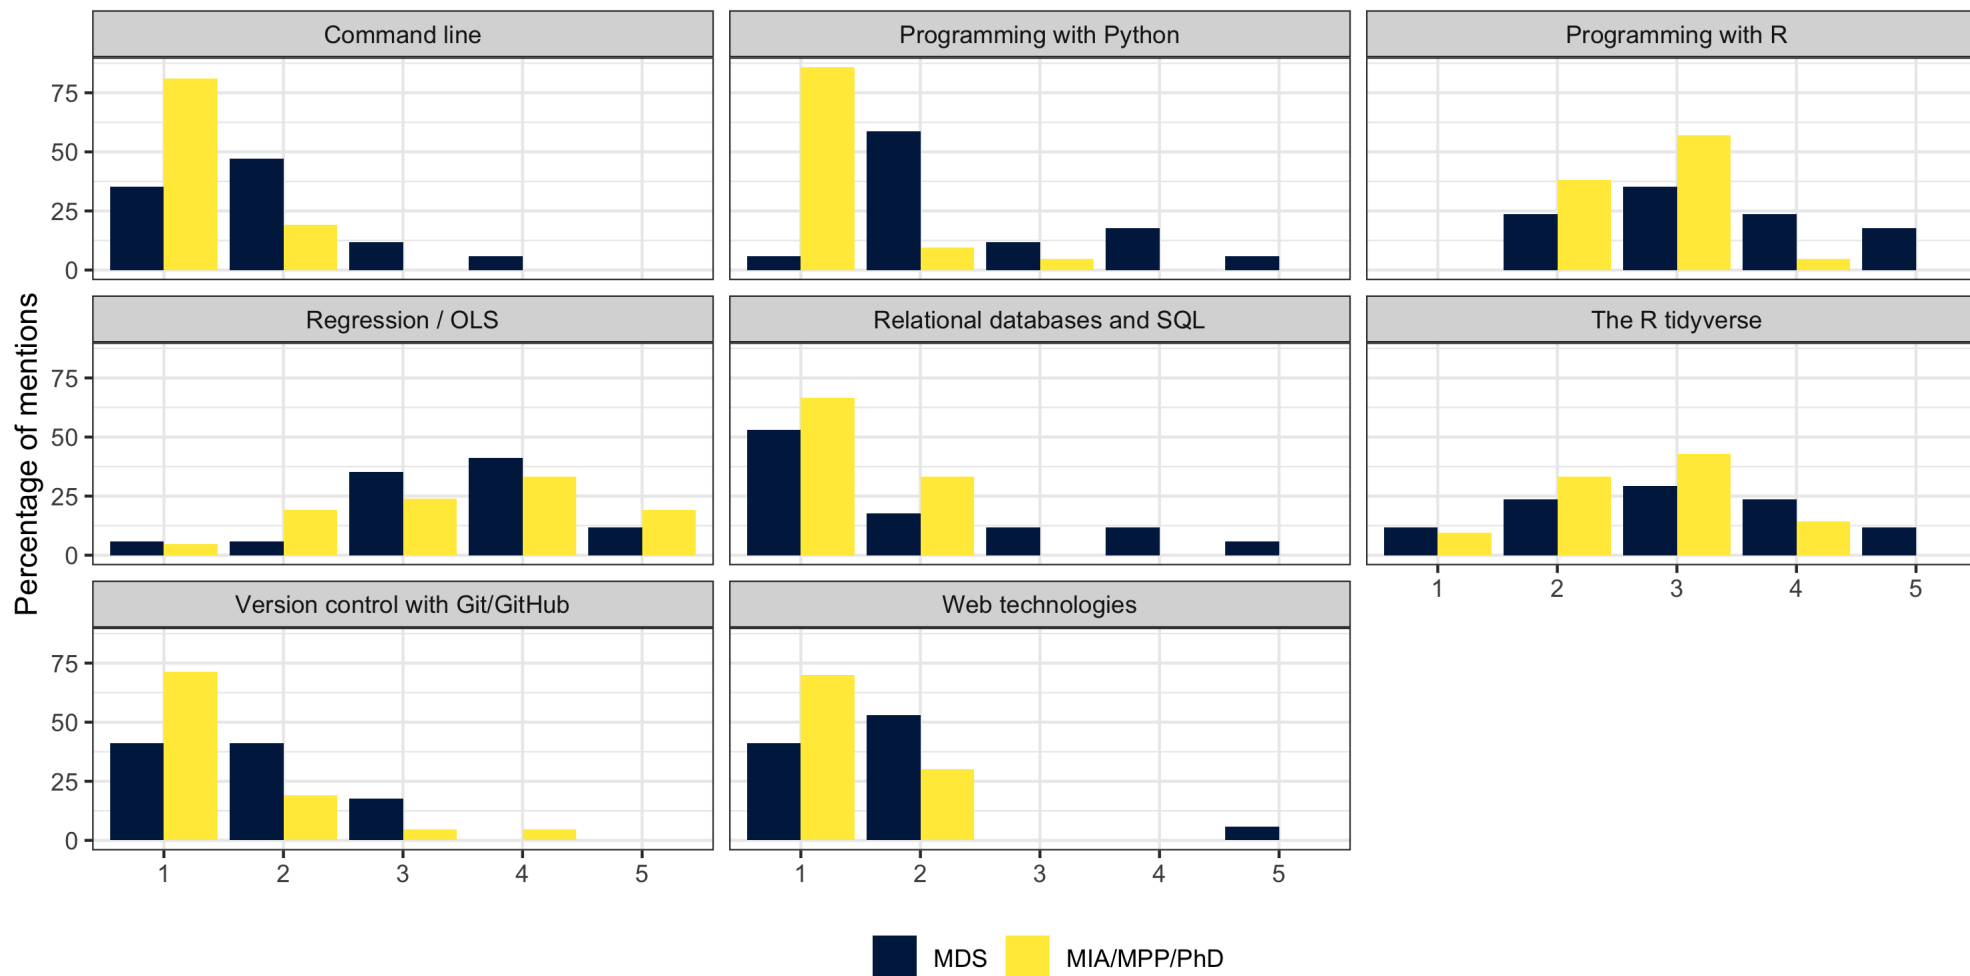 Command line
Programming with Python
Programming with R
75
50
25
0
Regression / OLS
Relational databases and SQL
The R tidyverse
Percentage of mentions
75
50
25
0
1 2 3 4 5
Version control with Git/GitHub
Web technologies
75
50
25
0
1 2 3 4 5
1 2 3 4 5
MDS MIA/MPP/PhD